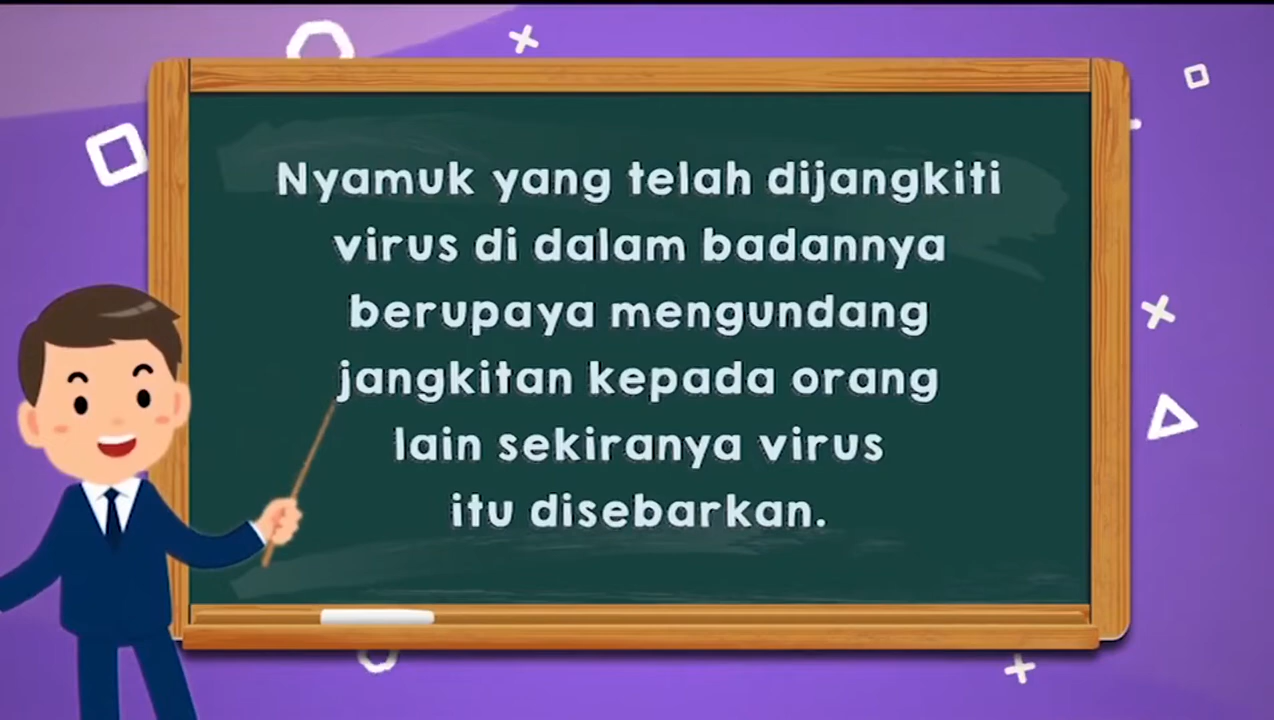 Nyamuk yang telah dijangkiti
virus di dalam badannya
berupaya mengundang
jangkitan kepada orang
lain sekiranya virus
itu disebarkan.